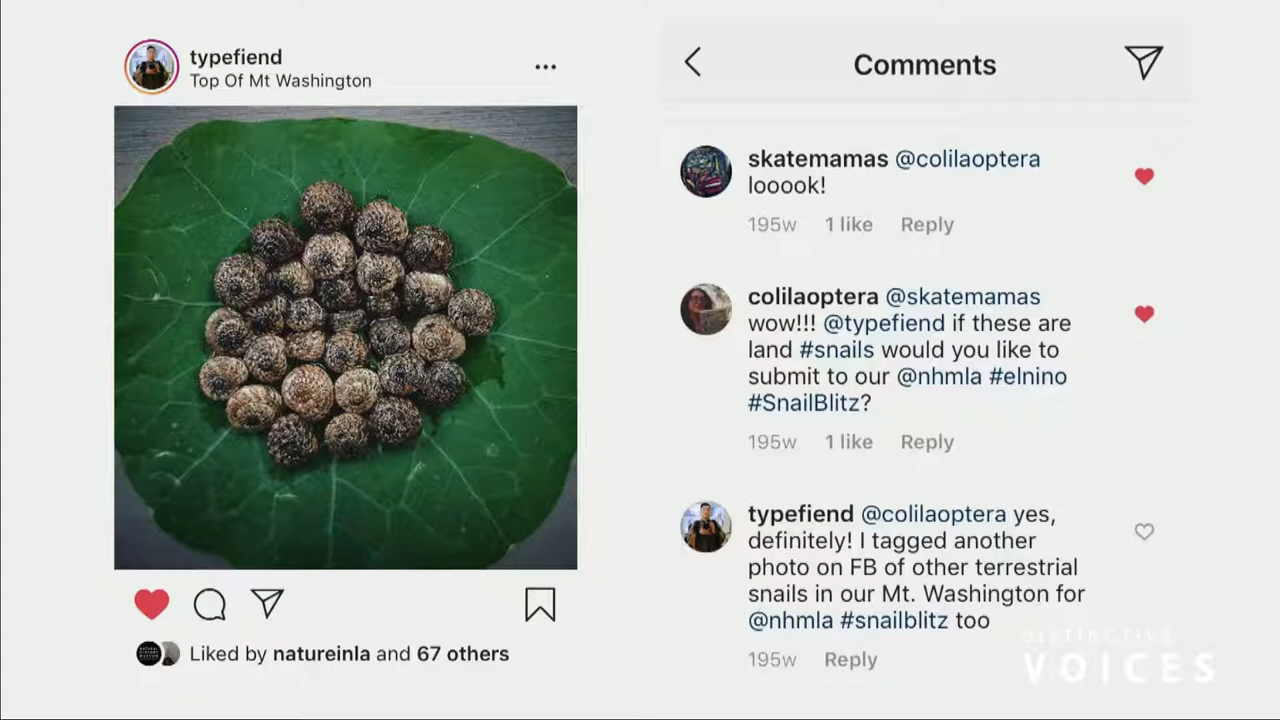 typefiend
Top Of Mt Washington
Liked by natureinla and 67 others
Comments
skatemamas @colilaoptera
looook!
195w 1 like Reply
colilaoptera @skatemamas
wow!!! @typefiend if these are
land #snails would you like to
submit to our @nhmla #elnino
#SnailBlitz?
195w 1 like Reply
typefiend @colilaoptera yes,
definitely! I tagged another
photo on FB of other terrestrial
snails in our Mt. Washington for
@nhmla #snailblitz too
195w Reply
DISTINCTIVE
VOICES